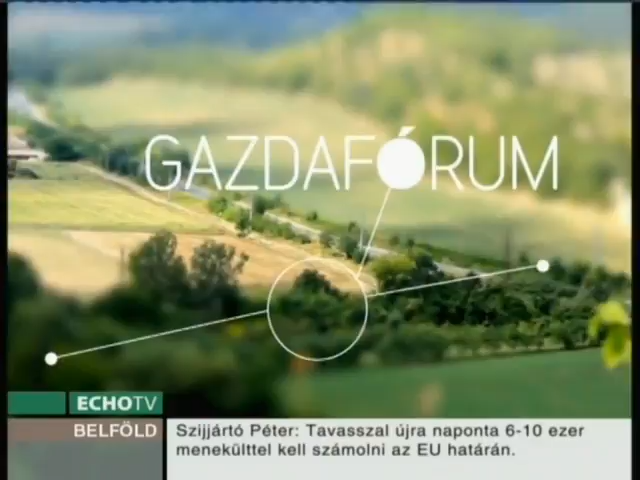 GAZDAFÓRUM
ECHOTV
BELFÖLD
Szijjártó Péter: Tavasszal újra naponta 6-10 ezer
menekülttel kell számolni az EU határán.